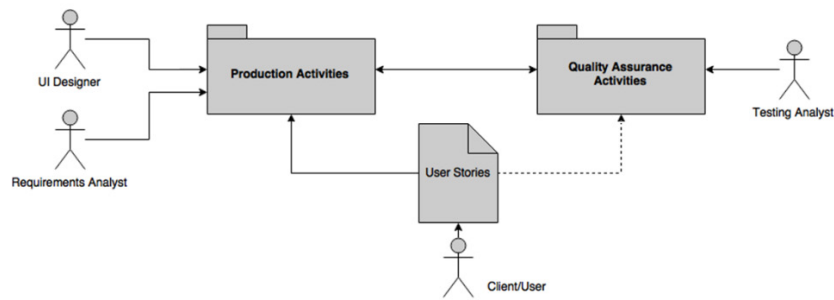 UI Designer
Production Activities
Quality Assurance
Activities
Testing Analyst
Requirements Analyst
User Stories
Client/User